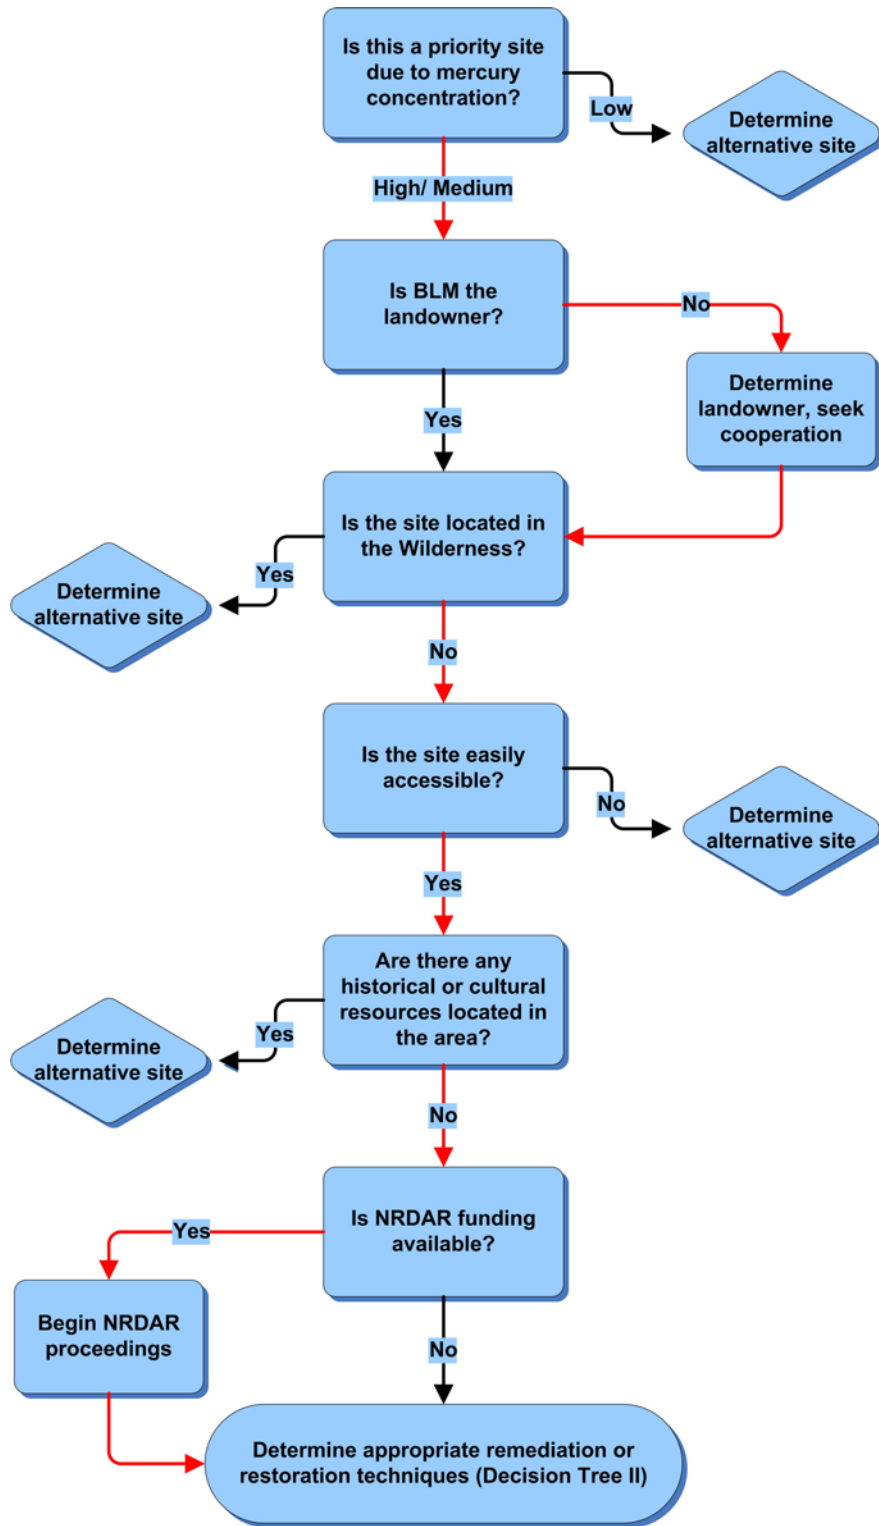 Is this a priority site
due to mercury
concentration?
Low
Determine
alternative site
High/ Medium
Is BLM the
landowner?
No
Determine
landowner, seek
cooperation
Yes
Is the site located in
the Wilderness?
Yes
Determine
alternative site
No
Is the site easily
accessible?
No
Determine
alternative site
Yes
Are there any
historical or cultural
resources located in
the area?
Yes
Determine
alternative site
No
Is NRDAR funding
available?
Yes
Begin NRDAR
proceedings
No
Determine appropriate remediation or
restoration techniques (Decision Tree II)